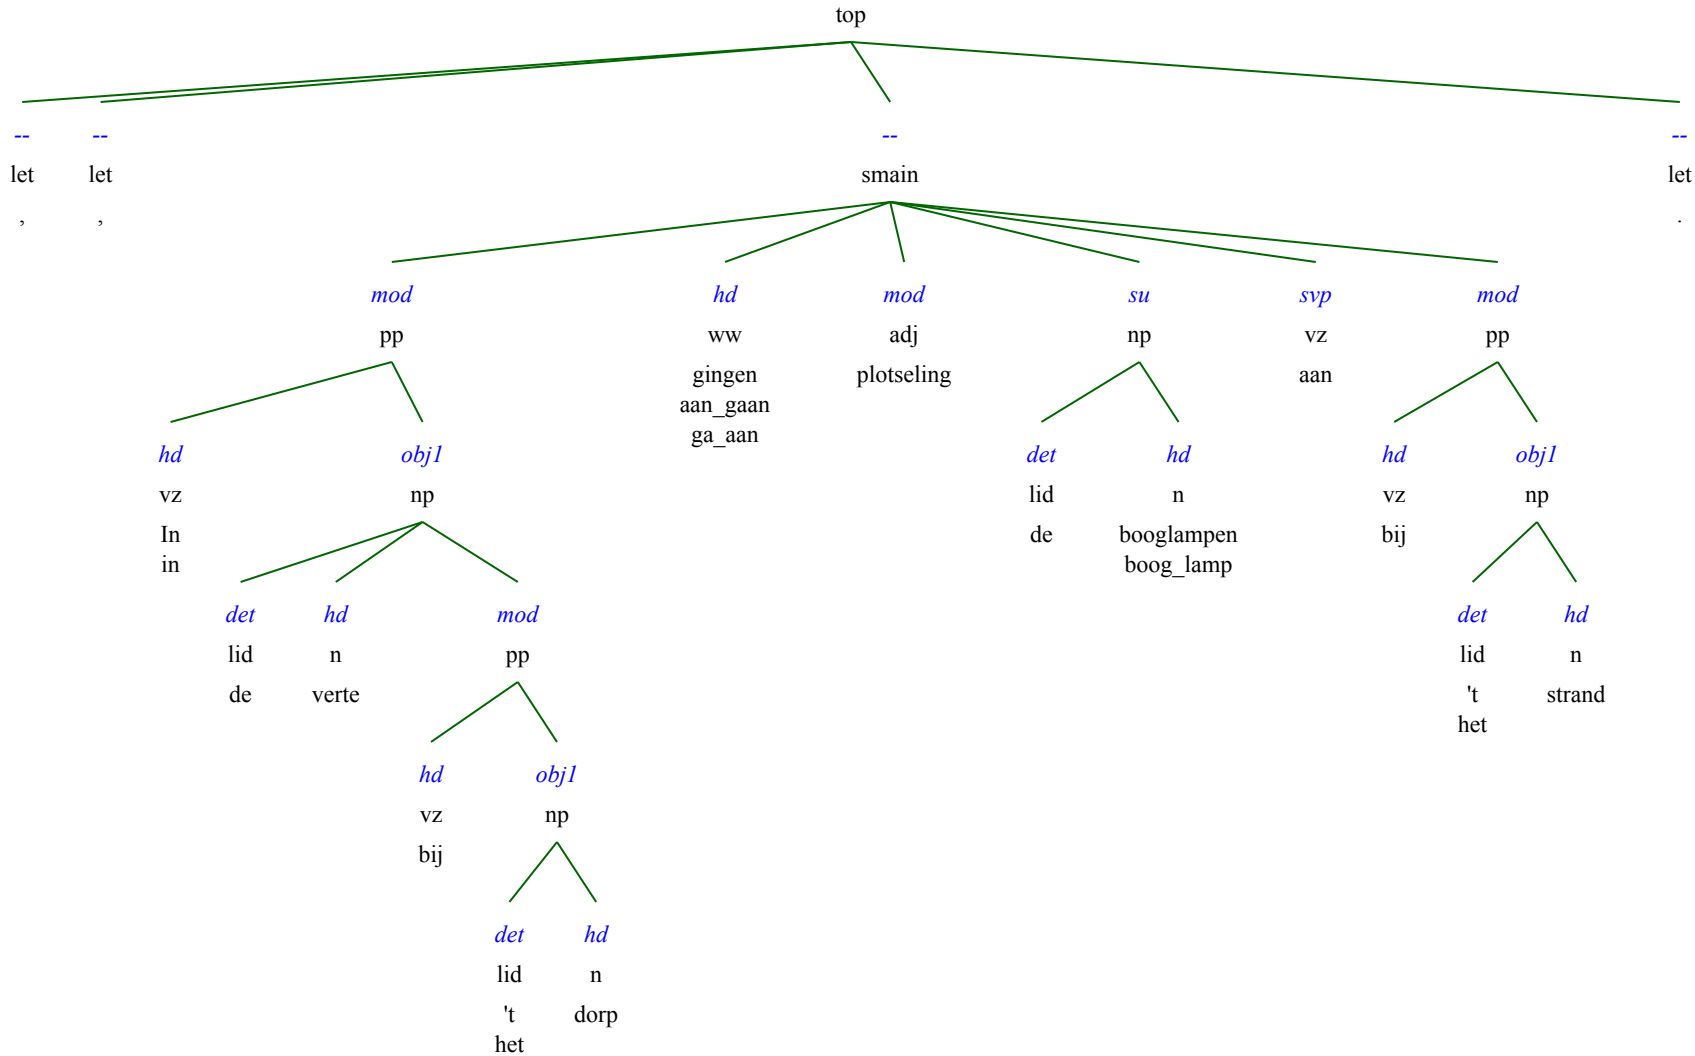 top
-- -- -- --
let let smain let
, , .
mod hd mod su svp mod
pp ww adj np vz pp
gingen plotseling aan
aan_gaan
ga_aan
hd obj1 det hd hd obj1
vz np lid n vz np
In de booglampen bij
in boog_lamp
det hd mod det hd
lid n pp lid n
de verte 't strand
het
hd obj1
vz np
bij
det hd
lid n
't dorp
het